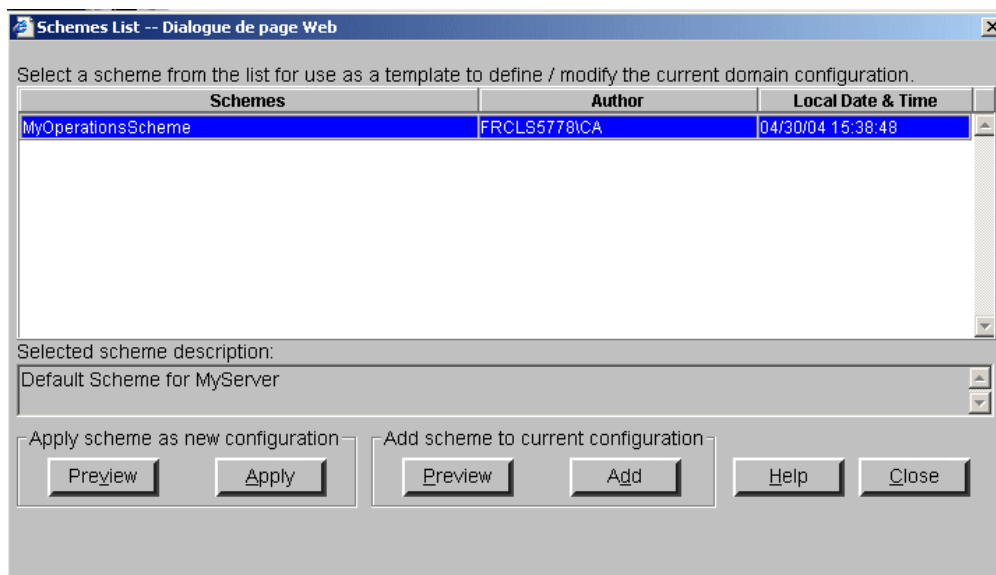 Schemes List -- Dialogue de page Web
Select a scheme from the list for use as a template to define / modify the current domain configuration.
Schemes Author Local Date & Time
MyOperationsScheme FRCLS5778\CA 04/30/04 15:38:48
Selected scheme description:
Default Scheme for MyServer
Apply scheme as new configuration Add scheme to current configuration
Preview Apply Preview Add Help Close